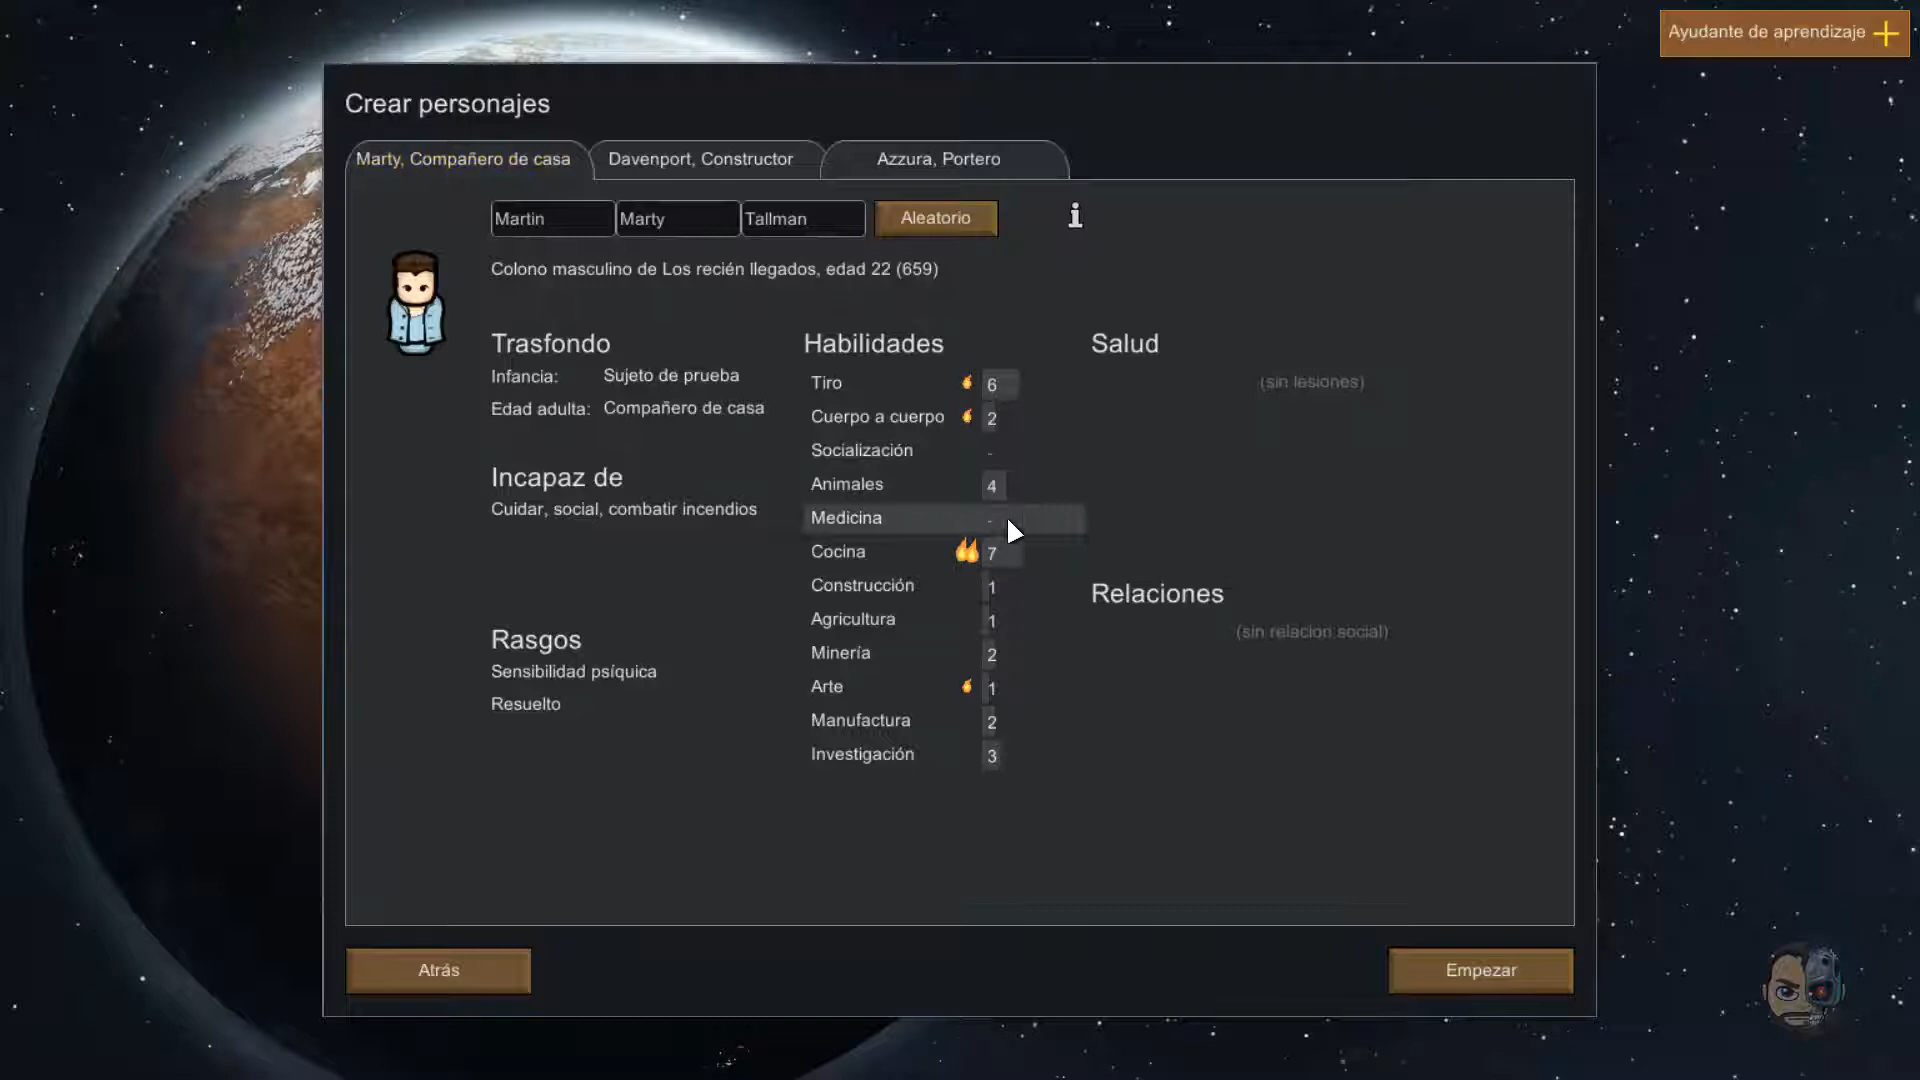 Ayudante de aprendizaje
Crear personajes
Marty, Compañero de casa
Davenport, Constructor
Azzura, Portero
Martin
Marty
Tallman
Aleatorio
Colono masculino de Los recién llegados, edad 22 (659)
Trasfondo
Infancia: Sujeto de prueba
Edad adulta: Compañero de casa
Incapaz de
Cuidar, social, combatir incendios
Rasgos
Sensibilidad psíquica
Resuelto
Habilidades
Tiro 6
Cuerpo a cuerpo 2
Socialización -
Animales 4
Medicina -
Cocina 7
Construcción 1
Agricultura 1
Minería 2
Arte 1
Manufactura 2
Investigación 3
Salud
(sin lesiones)
Relaciones
(sin relacion social)
Atrás
Empezar